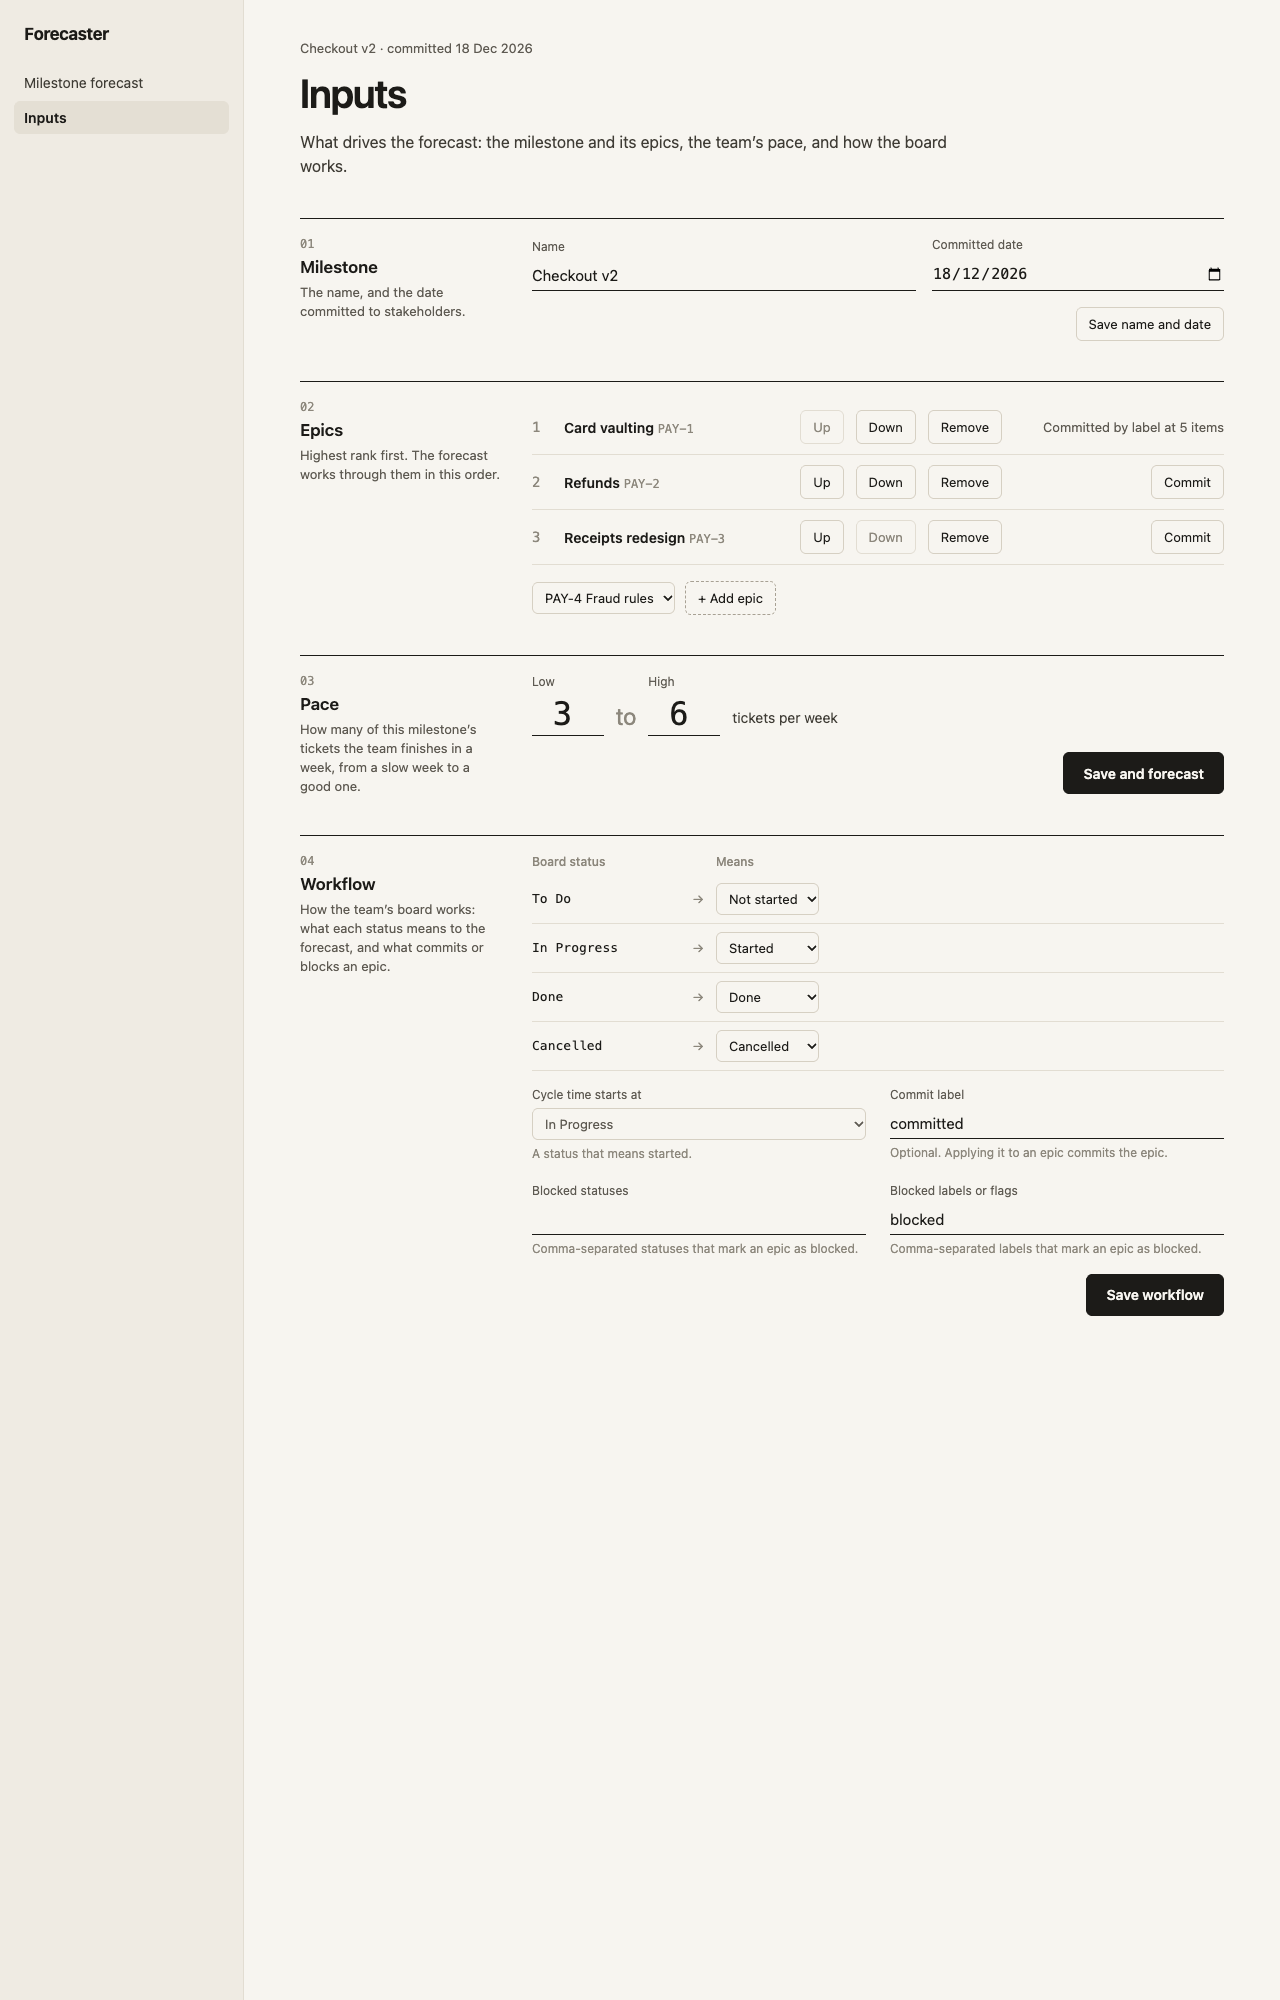 Forecaster
Milestone forecast
Inputs
Checkout v2 · committed 18 Dec 2026
Inputs
What drives the forecast: the milestone and its epics, the team’s pace, and how the board
works.
01
Milestone
The name, and the date
committed to stakeholders.
Name
Checkout v2
Committed date
18/12/2026
Save name and date
02
Epics
Highest rank first. The forecast
works through them in this order.
1 Card vaulting PAY-1 Up Down Remove Committed by label at 5 items
2 Refunds PAY-2 Up Down Remove Commit
3 Receipts redesign PAY-3 Up Down Remove Commit
PAY-4 Fraud rules + Add epic
03
Pace
How many of this milestone’s
tickets the team finishes in a
week, from a slow week to a
good one.
Low High
3 to 6 tickets per week
Save and forecast
04
Workflow
How the team’s board works:
what each status means to the
forecast, and what commits or
blocks an epic.
Board status Means
To Do → Not started
In Progress → Started
Done → Done
Cancelled → Cancelled
Cycle time starts at
In Progress
A status that means started.
Commit label
committed
Optional. Applying it to an epic commits the epic.
Blocked statuses
Comma-separated statuses that mark an epic as blocked.
Blocked labels or flags
blocked
Comma-separated labels that mark an epic as blocked.
Save workflow